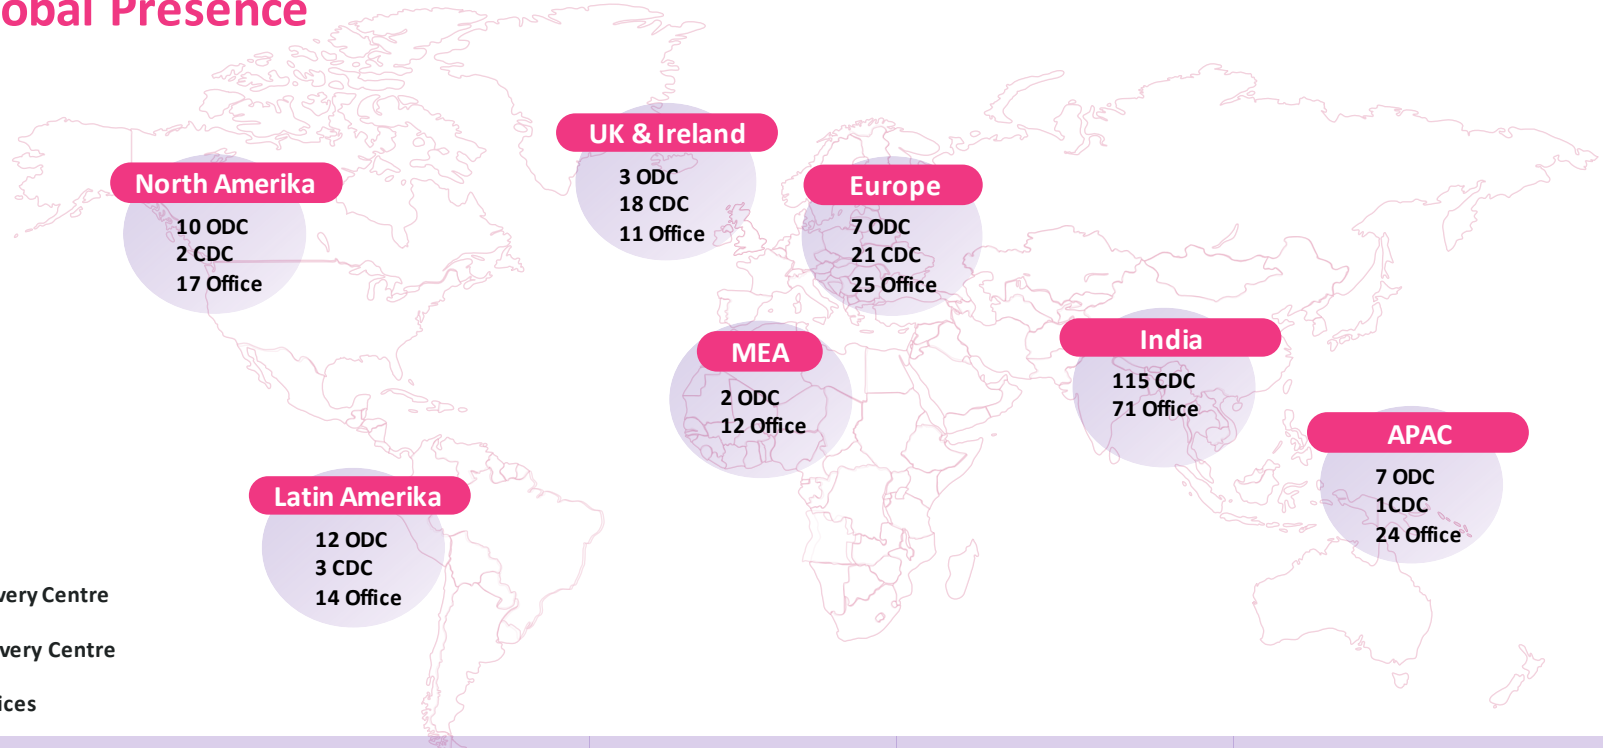 obal Presence
UK & Ireland
3 ODC
18 CDC
11 Office
North Amerika
10 ODC
2 CDC
17 Office
Europe
7 ODC
21 CDC
25 Office
MEA
2 ODC
12 Office
India
115 CDC
71 Office
APAC
7 ODC
1CDC
24 Office
Latin Amerika
12 ODC
3 CDC
14 Office
very Centre
very Centre
ices